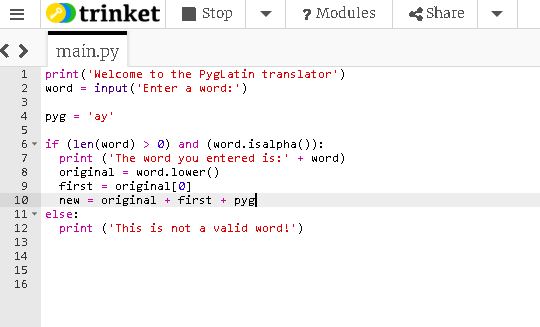 trinket Stop ? Modules Share
main.py
1 print('Welcome to the PygLatin translator')
2 word = input('Enter a word:')
3
4 pyg = 'ay'
5
6 if (len(word) > 0) and (word.isalpha()):
7 print ('The word you entered is:' + word)
8 original = word.lower()
9 first = original[0]
10 new = original + first + pyg
11 else:
12 print ('This is not a valid word!')
13
14
15
16